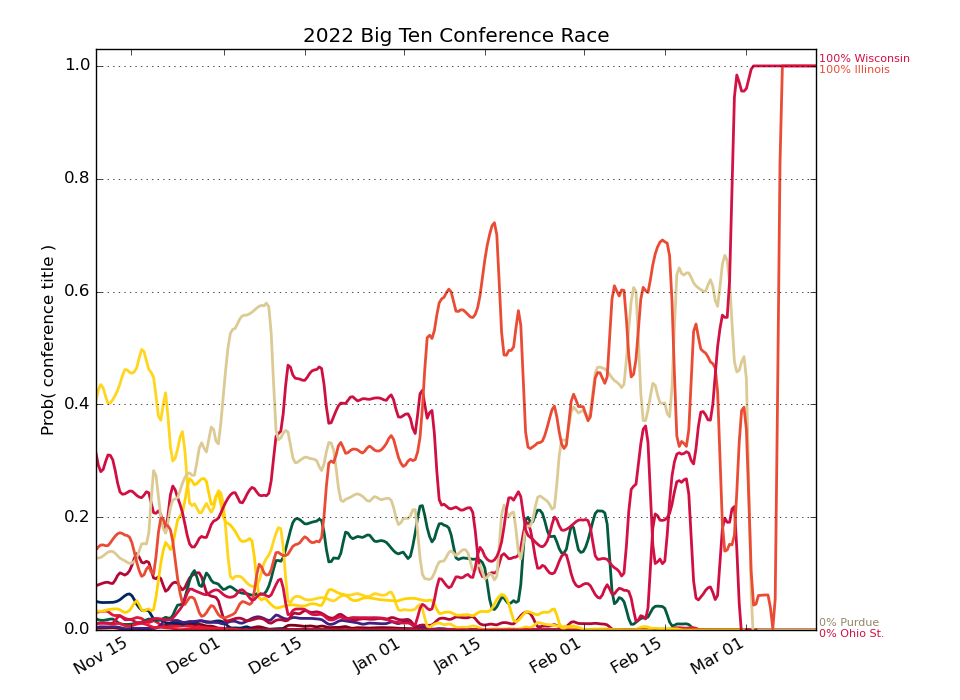 2022 Big Ten Conference Race
Prob( conference title )
1.0
0.8
0.6
0.4
0.2
0.0
100% Wisconsin
100% Illinois
0% Purdue
0% Ohio St.
Nov 15
Dec 01
Dec 15
Jan 01
Jan 15
Feb 01
Feb 15
Mar 01